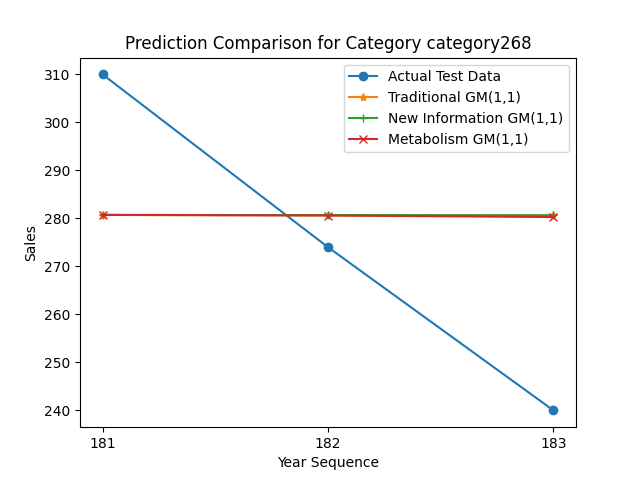 Prediction Comparison for Category category268
Actual Test Data
Traditional GM(1,1)
New Information GM(1,1)
Metabolism GM(1,1)
310
300
290
280
270
260
250
240
Sales
181
182
183
Year Sequence